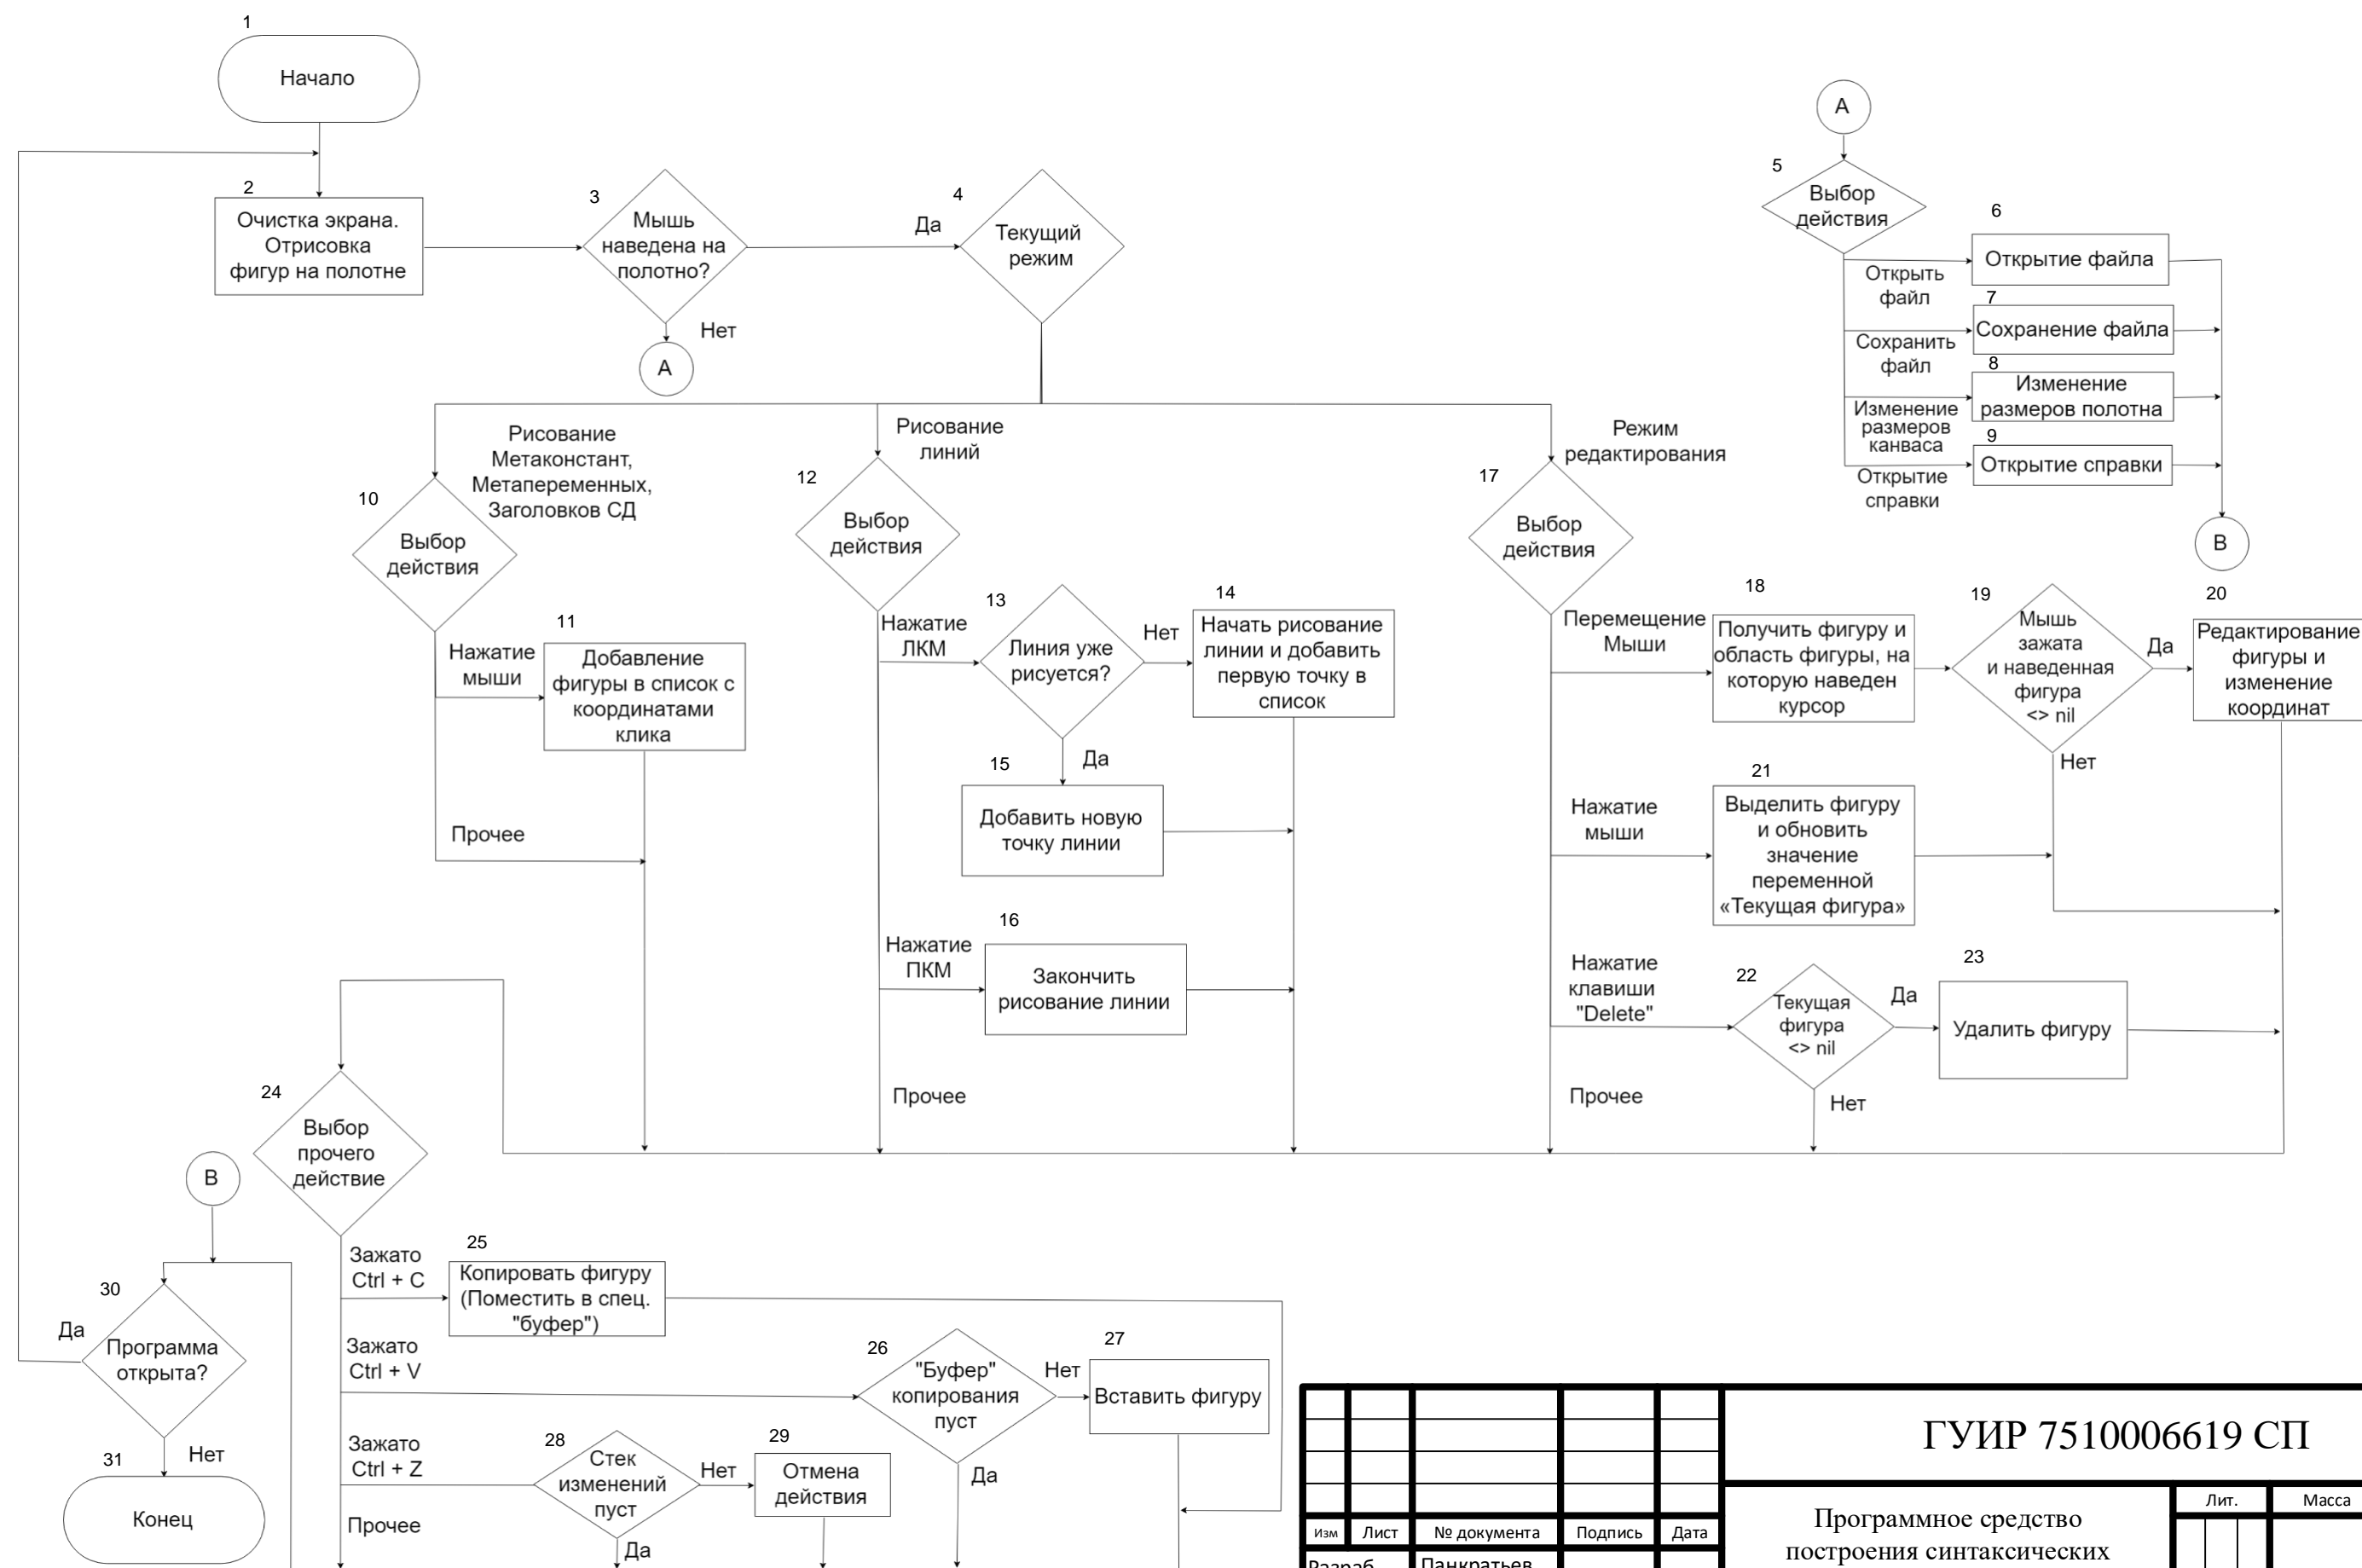 1
Начало
2
Очистка экрана.
Отрисовка
фигур на полотне
3
Мышь
наведена на
полотно?
Да
Нет
А
4
Текущий
режим
А
5
Выбор
действия
Открыть
файл
6
Открытие файла
Сохранить
файл
7
Сохранение файла
Изменение
размеров
канваса
8
Изменение
размеров полотна
Открытие
справки
9
Открытие справки
В
Рисование
Метаконстант,
Метапеременных,
Заголовков СД
10
Выбор
действия
Нажатие
мыши
11
Добавление
фигуры в список с
координатами
клика
Прочее
Рисование
линий
12
Выбор
действия
Нажатие
ЛКМ
13
Линия уже
рисуется?
Нет
14
Начать рисование
линии и добавить
первую точку в
список
Да
15
Добавить новую
точку линии
Нажатие
ПКМ
16
Закончить
рисование линии
Прочее
Режим
редактирования
17
Выбор
действия
Перемещение
Мыши
18
Получить фигуру и
область фигуры, на
которую наведен
курсор
19
Мышь
зажата
и наведенная
фигура
<> nil
Да
20
Редактирование
фигуры и
изменение
координат
Нет
Нажатие
мыши
21
Выделить фигуру
и обновить
значение
переменной
«Текущая фигура»
Нажатие
клавиши
"Delete"
22
Текущая
фигура
<> nil
Да
23
Удалить фигуру
Нет
Прочее
24
Выбор
прочего
действие
В
Зажато
Ctrl + C
25
Копировать фигуру
(Поместить в спец.
"буфер")
Зажато
Ctrl + V
26
"Буфер"
копирования
пуст
Нет
27
Вставить фигуру
Да
Зажато
Ctrl + Z
28
Стек
изменений
пуст
Нет
29
Отмена
действия
Да
Прочее
30
Программа
открыта?
Да
Нет
31
Конец
ГУИР 7510006619 СП
Программное средство
построения синтаксических
Лит.
Масса
Изм
Лист
№ документа
Подпись
Дата
Разраб
Панкратьев